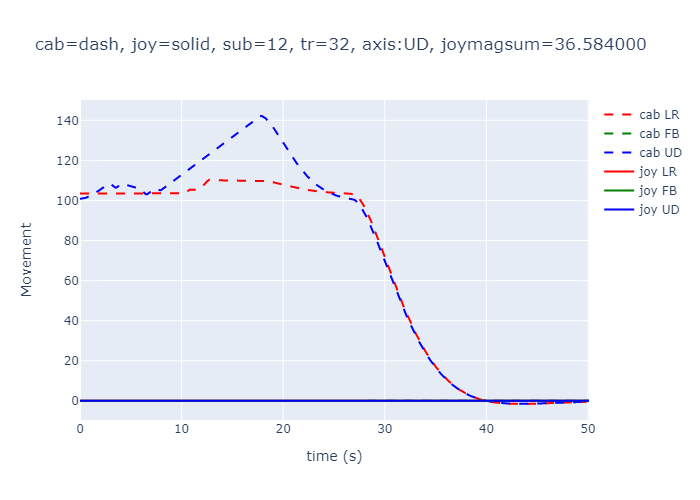 cab=dash, joy=solid, sub=12, tr=32, axis:UD, joymagsum=36.584000
cab LR
cab FB
cab UD
joy LR
joy FB
joy UD
Movement
140
120
100
80
60
40
20
0
0 10 20 30 40 50
time (s)